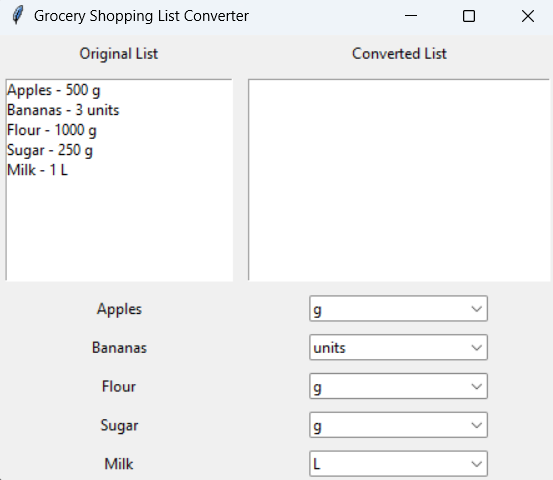 Grocery Shopping List Converter
Original List
Converted List
Apples - 500 g
Bananas - 3 units
Flour - 1000 g
Sugar - 250 g
Milk - 1 L
Apples
g
Bananas
units
Flour
g
Sugar
g
Milk
L